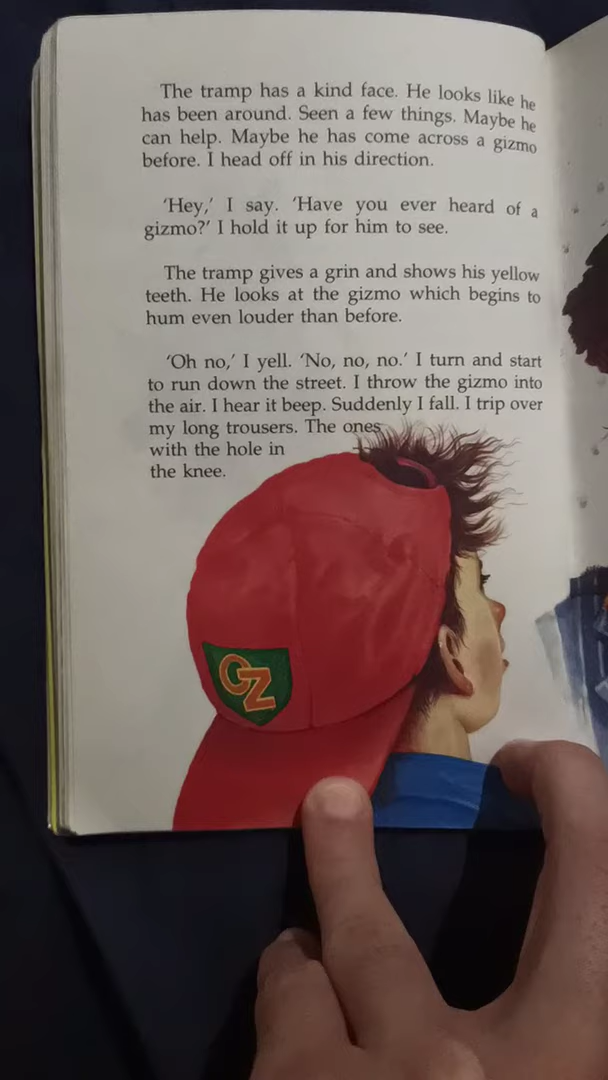 The tramp has a kind face. He looks like he
has been around. Seen a few things. Maybe he
can help. Maybe he has come across a gizmo
before. I head off in his direction.
‘Hey,’ I say. ‘Have you ever heard of a
gizmo?’ I hold it up for him to see.
The tramp gives a grin and shows his yellow
teeth. He looks at the gizmo which begins to
hum even louder than before.
‘Oh no,’ I yell. ‘No, no, no.’ I turn and start
to run down the street. I throw the gizmo into
the air. I hear it beep. Suddenly I fall. I trip over
my long trousers. The ones
with the hole in
the knee.
OZ